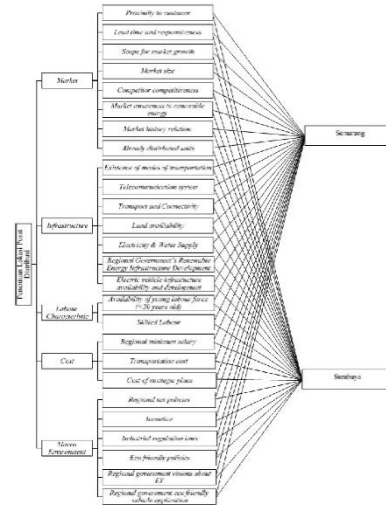 Penentuan Lokasi Pusat
Distribusi
Market
Infrastructure
Labour
Characteristic
Cost
Macro
Environment
Proximity to customer
Lead time and responsiveness
Scope for market growth
Market size
Competitor competitiveness
Market awareness to renewable
energy
Market history relation
Already distributed units
Existence of modes of transportation
Telecommunication system
Transport and Connectivity
Land availability
Electricity & Water Supply
Regional Government's Renewable
Energy Infrastructure Development
Electric vehicle infrastructure
availability and development
Availability of young labour force
(<30 years old)
Skilled Labour
Regional minimum salary
Transportation cost
Cost of strategic place
Regional tax policies
Incentive
Industrial regulation laws
Eco friendly policies
Regional government visions about
EV
Regional government eco-friendly
vehicle application
Semarang
Surabaya